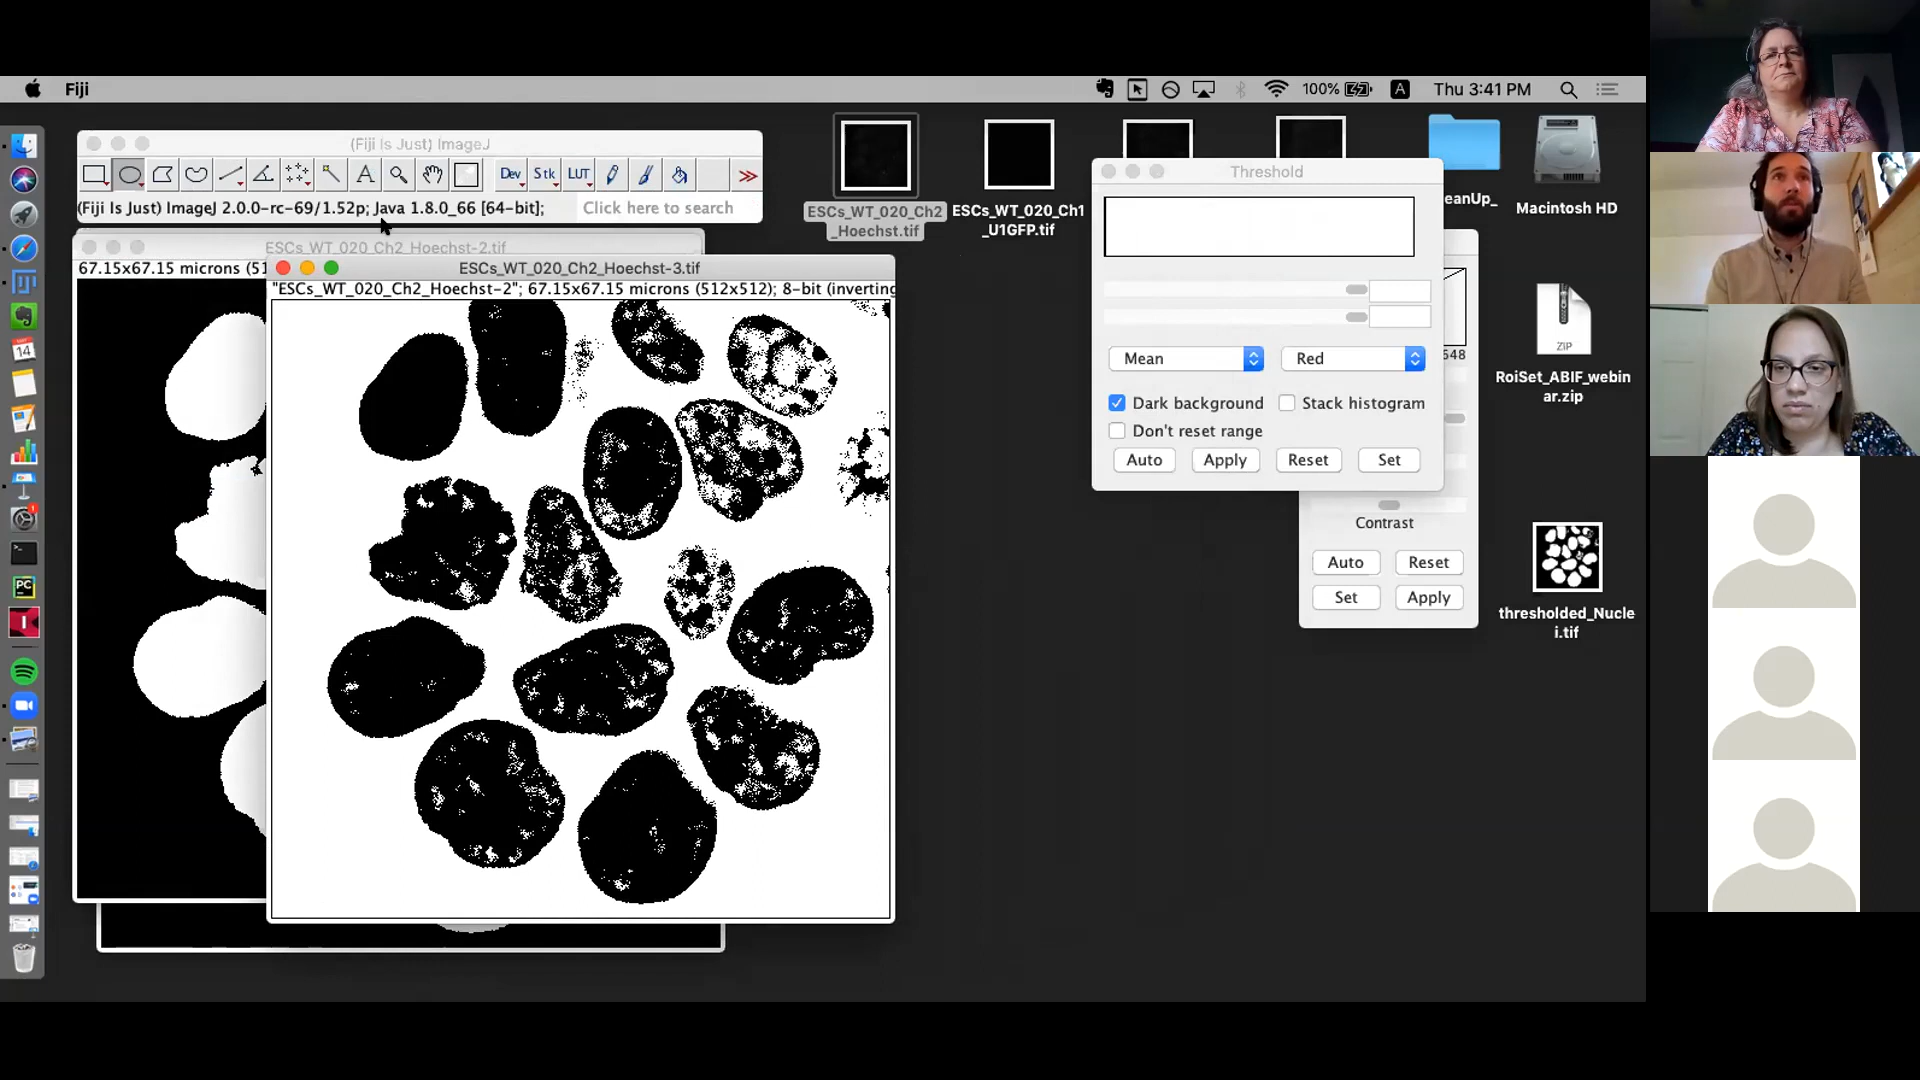 Fiji
100%
A
Thu 3:41 PM
(Fiji Is Just) ImageJ
A
Dev
Stk
LUT
>>
(Fiji Is Just) ImageJ 2.0.0-rc-69/1.52p; Java 1.8.0_66 [64-bit];
Click here to search
ESCs_WT_020_Ch2
_Hoechst.tif
ESCs_WT_020_Ch1
_U1GFP.tif
eanUp_
Macintosh HD
ESCs_WT_020_Ch2_Hoechst-2.tif
67.15x67.15 microns (51
ESCs_WT_020_Ch2_Hoechst-3.tif
"ESCs_WT_020_Ch2_Hoechst-2"; 67.15x67.15 microns (512x512); 8-bit (inverting
Threshold
Mean
Red
Dark background
Stack histogram
Don't reset range
Auto
Apply
Reset
Set
648
Contrast
Auto
Reset
Set
Apply
ZIP
RoiSet_ABIF_webin
ar.zip
thresholded_Nucle
i.tif
14
1
PC
I